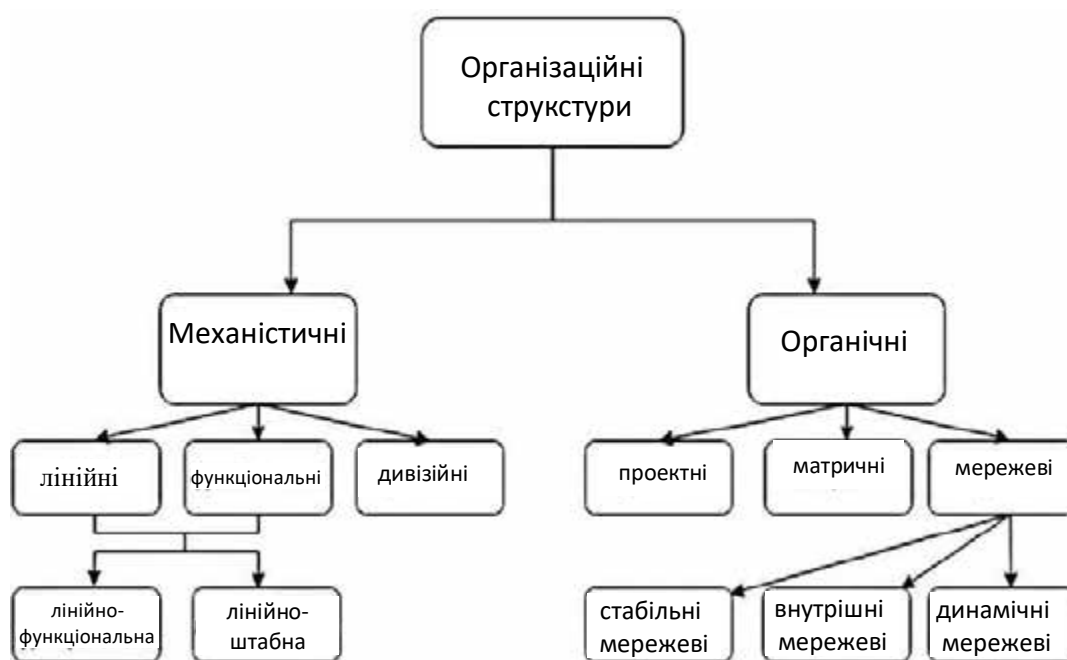 Організаційні
струкстури
Механістичні
Органічні
лінійні
функціональні
дивізійні
проектні
матричні
мережеві
лінійно-
функціональна
лінійно-
штабна
стабільні
мережеві
внутрішні
мережеві
динамічні
мережеві